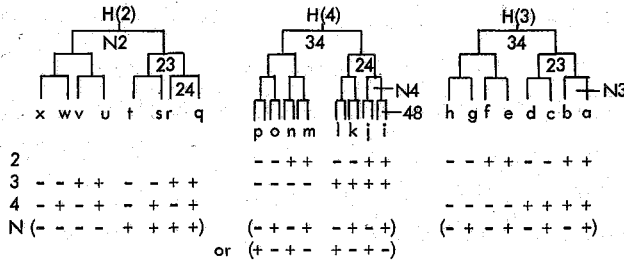 H(2) H(4) H(3)
N2 34 34
23 24 23
24 N4 N3
x w v u t s r q 48 h g f e d c b a
p o n m l k j i
2 - - + + - - + + - - + + - - + +
3 - - + + - - + + - - - - + + + +
4 - + - + - + - + - - - - + + + +
N (- - - - + + + +) (- + - + - + - +) (- + - + - + - +)
or (+ - + - + - + -)